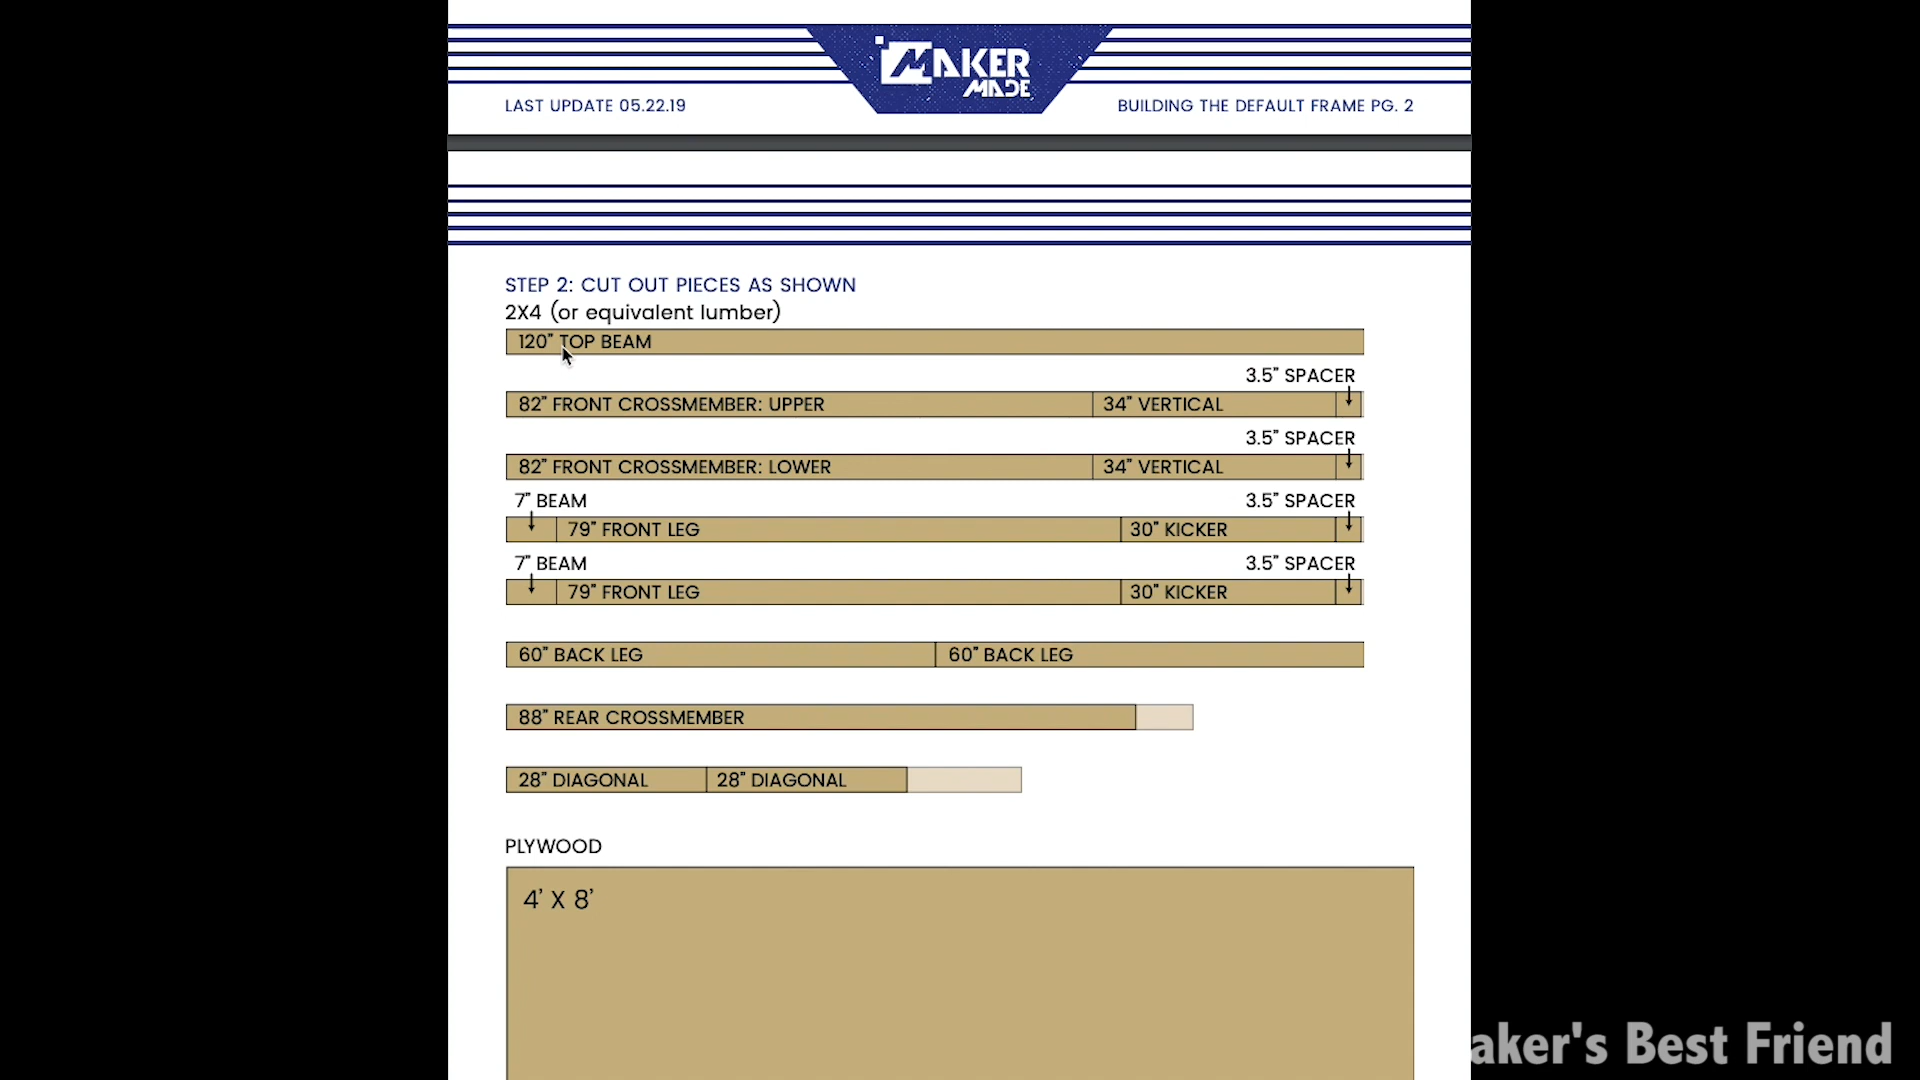 MAKER
MADE
LAST UPDATE 05.22.19
BUILDING THE DEFAULT FRAME PG. 2
STEP 2: CUT OUT PIECES AS SHOWN
2X4 (or equivalent lumber)
120" TOP BEAM
3.5" SPACER
82" FRONT CROSSMEMBER: UPPER
34" VERTICAL
3.5" SPACER
82" FRONT CROSSMEMBER: LOWER
34" VERTICAL
7" BEAM
3.5" SPACER
79" FRONT LEG
30" KICKER
7" BEAM
3.5" SPACER
79" FRONT LEG
30" KICKER
60" BACK LEG
60" BACK LEG
88" REAR CROSSMEMBER
28" DIAGONAL
28" DIAGONAL
PLYWOOD
4' X 8'
aker's Best Friend